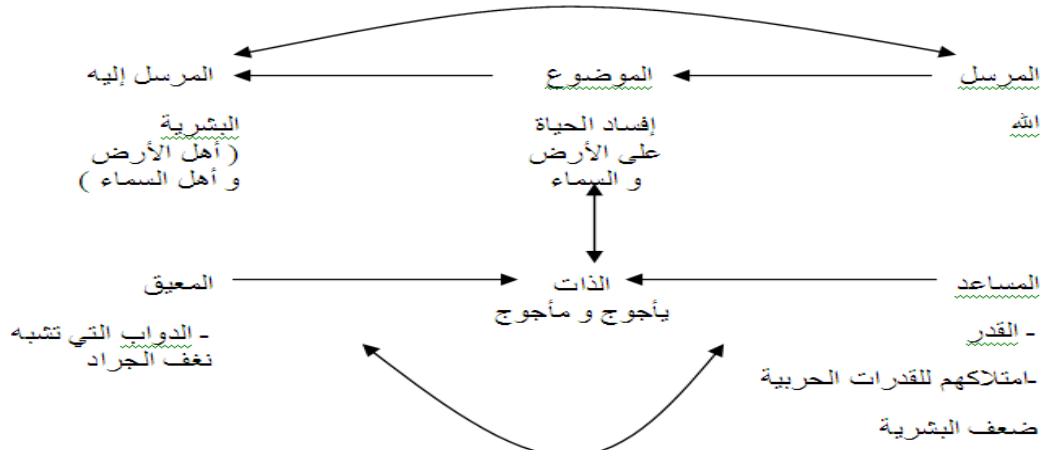 المرسل
الموضوع
المرسل إليه
الله
إفساد الحياة
على الأرض
و السماء
البشرية
( أهل الأرض
و أهل السماء )
المساعد
الذات
المعيق
يأجوج و مأجوج
- القدر
-امتلاكهم للقدرات الحربية
ضعف البشرية
- الدواب التي تشبه
نغف الجراد